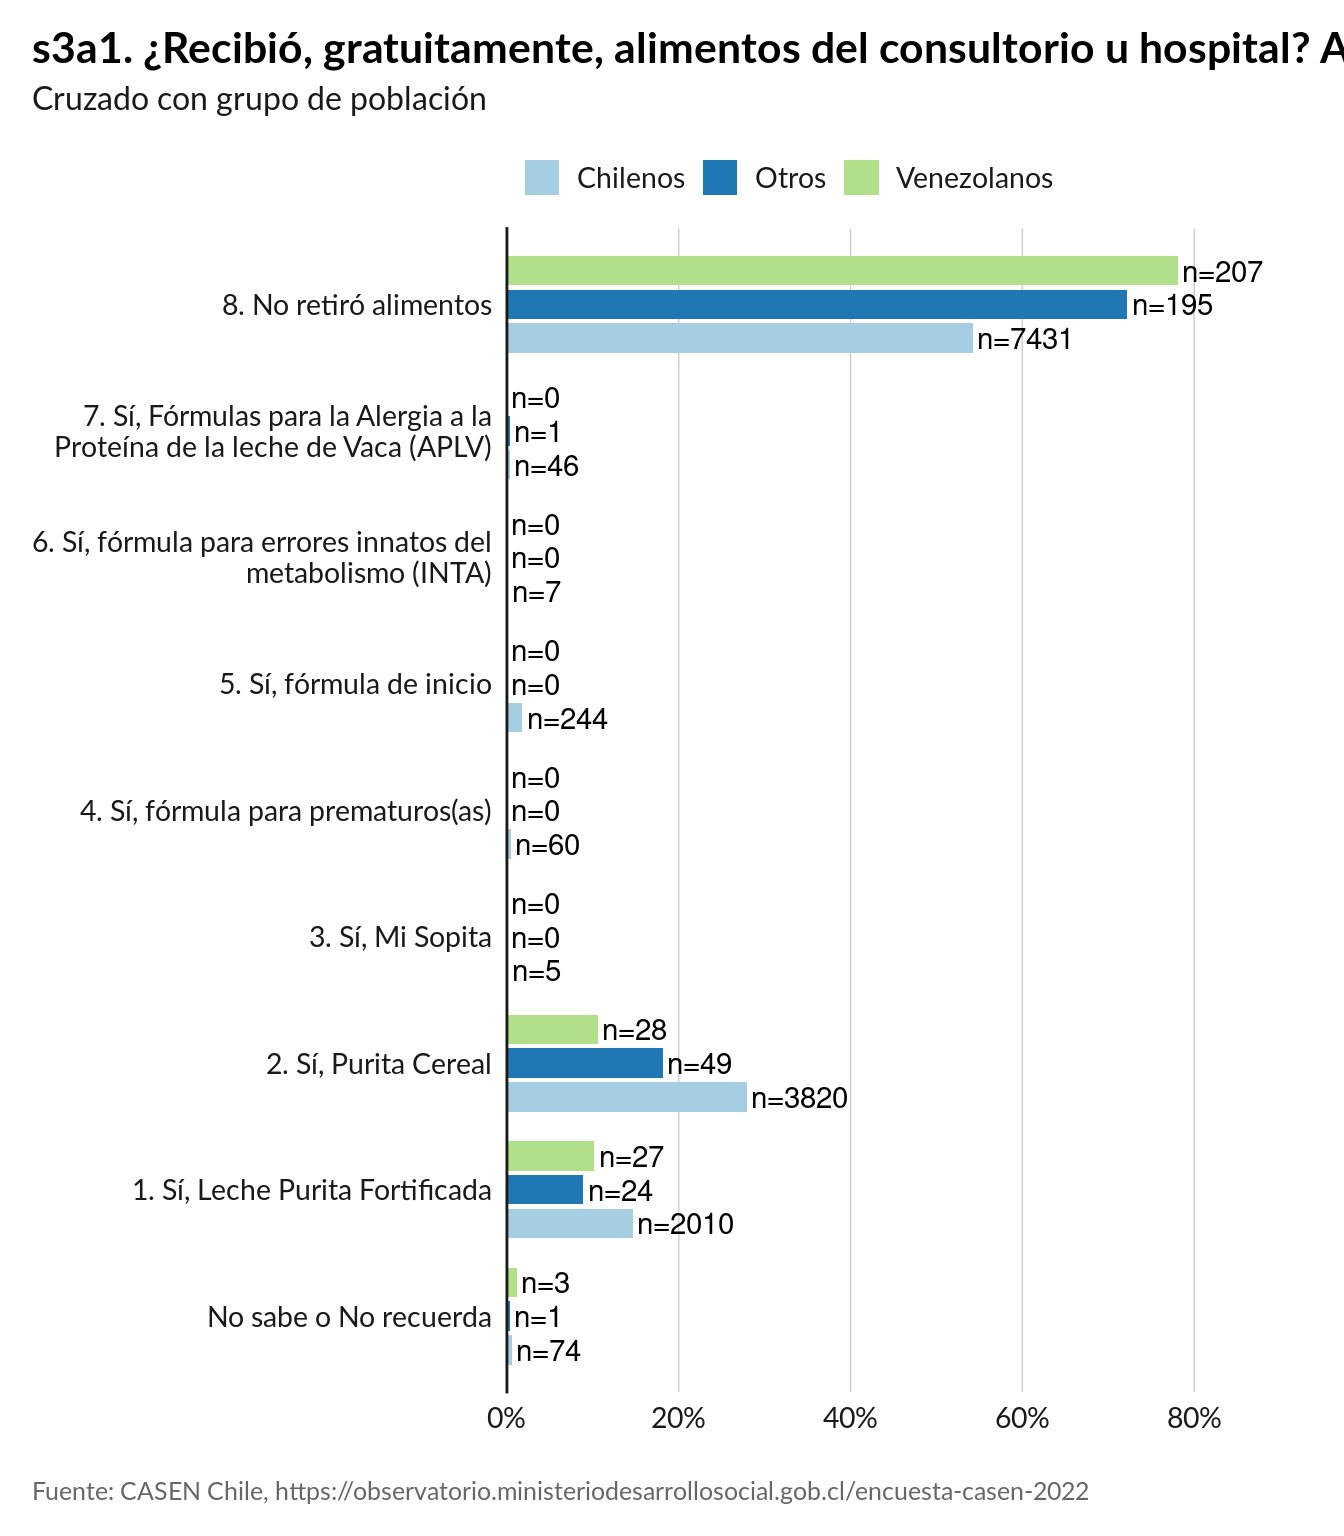 s3a1. ¿Recibió, gratuitamente, alimentos del consultorio u hospital? A
Cruzado con grupo de población
Chilenos Otros Venezolanos
8. No retiró alimentos
n=207
n=195
n=7431
7. Sí, Fórmulas para la Alergia a la
Proteína de la leche de Vaca (APLV)
n=0
n=1
n=46
6. Sí, fórmula para errores innatos del
metabolismo (INTA)
n=0
n=0
n=7
5. Sí, fórmula de inicio
n=0
n=0
n=244
4. Sí, fórmula para prematuros(as)
n=0
n=0
n=60
3. Sí, Mi Sopita
n=0
n=0
n=5
2. Sí, Purita Cereal
n=28
n=49
n=3820
1. Sí, Leche Purita Fortificada
n=27
n=24
n=2010
No sabe o No recuerda
n=3
n=1
n=74
0% 20% 40% 60% 80%
Fuente: CASEN Chile, https://observatorio.ministeriodesarrollosocial.gob.cl/encuesta-casen-2022